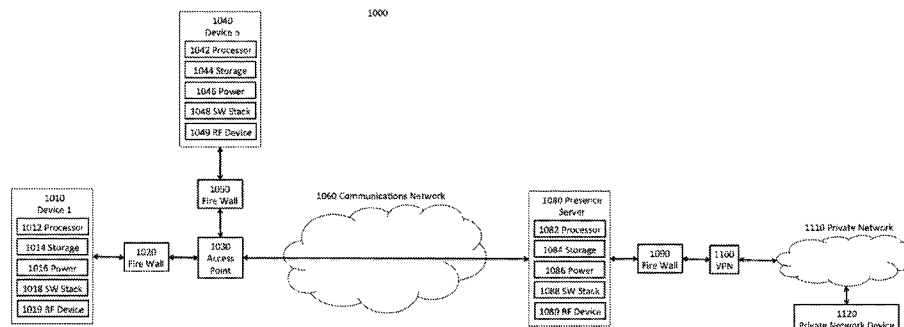 1000
1040
Device n
1042 Processor
1044 Storage
1046 Power
1048 SW Stack
1049 RF Device
1050
Fire Wall
1010
Device 1
1012 Processor
1014 Storage
1016 Power
1018 SW Stack
1019 RF Device
1020
Fire Wall
1030
Access
Point
1060 Communications Network
1080 Presence
Server
1082 Processor
1084 Storage
1086 Power
1088 SW Stack
1089 RF Device
1090
Fire Wall
1100
VPN
1110 Private Network
1120
Private Network Device